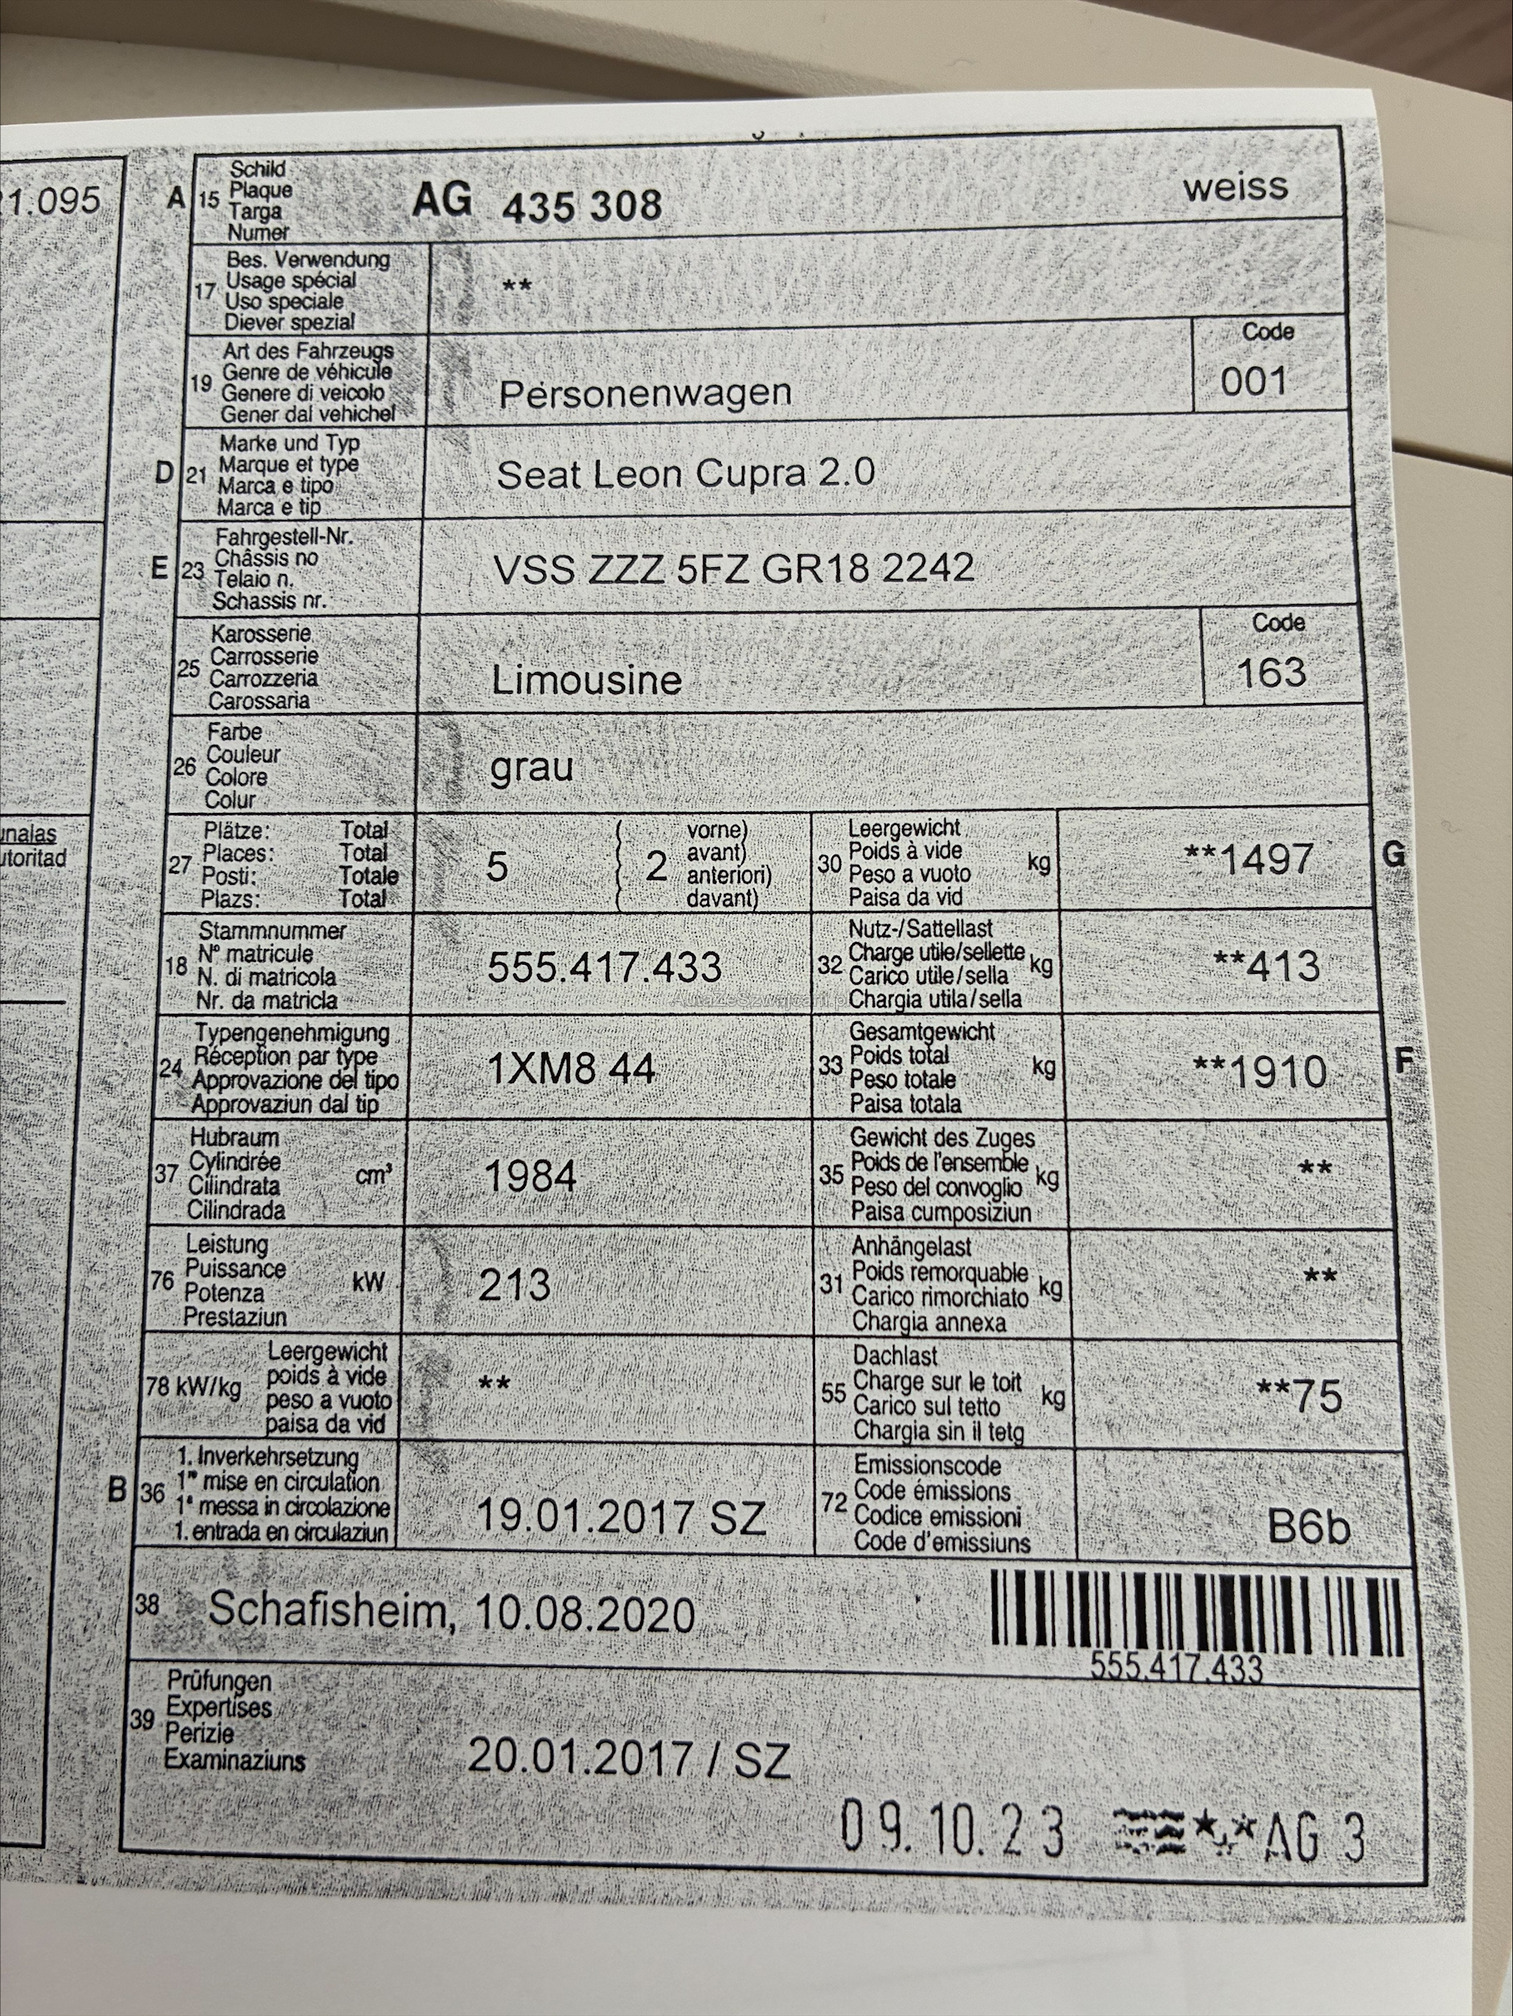 1.095
A 15 Schild
Plaque
Targa
Numer
AG 435 308 weiss
17 Bes. Verwendung
Usage spécial
Uso speciale
Diever spezial
**
19 Art des Fahrzeugs
Genre de véhicule
Genere di veicolo
Gener dal vehichel
Personenwagen
Code
001
D 21 Marke und Typ
Marque et type
Marca e tipo
Marca e tip
Seat Leon Cupra 2.0
E 23 Fahrgestell-Nr.
Châssis no
Telaio n.
Schassis nr.
VSS ZZZ 5FZ GR18 2242
25 Karosserie
Carrosserie
Carrozzeria
Carossaria
Limousine
Code
163
26 Farbe
Couleur
Colore
Colur
grau
unalas
utoritad
27 Plätze: Total
Places: Total
Posti: Totale
Plazs: Total
5 2 vorne)
avant)
anteriori)
davant)
30 Leergewicht
Poids à vide
Peso a vuoto
Paisa da vid
kg
**1497 G
18 Stammnummer
N° matricule
N. di matricola
Nr. da matricla
555.417.433
32 Nutz-/Sattellast
Charge utile/sellette
Carico utile/sella
Chargia utila/sella
kg
**413
24 Typengenehmigung
Réception par type
Approvazione del tipo
Approvaziun dal tip
1XM8 44
33 Gesamtgewicht
Poids total
Peso totale
Paisa totala
kg
**1910 F
37 Hubraum
Cylindrée
Cilindrata
Cilindrada
cm³
1984
35 Gewicht des Zuges
Poids de l'ensemble
Peso del convoglio
Paisa cumposiziun
kg
**
76 Leistung
Puissance
Potenza
Prestaziun
kW
213
31 Anhängelast
Poids remorquable
Carico rimorchiato
Chargia annexa
kg
**
78 kW/kg Leergewicht
poids à vide
peso a vuoto
paisa da vid
**
55 Dachlast
Charge sur le toit
Carico sul tetto
Chargia sin il tetg
kg
**75
B 36 1. Inverkehrsetzung
1re mise en circulation
1a messa in circolazione
1. entrada en circulaziun
19.01.2017 SZ
72 Emissionscode
Code émissions
Codice emissioni
Code d'emissiuns
B6b
38 Schafisheim, 10.08.2020
555.417.433
39 Prüfungen
Expertises
Perizie
Examinaziuns
20.01.2017 / SZ
09.10.23 AG 3